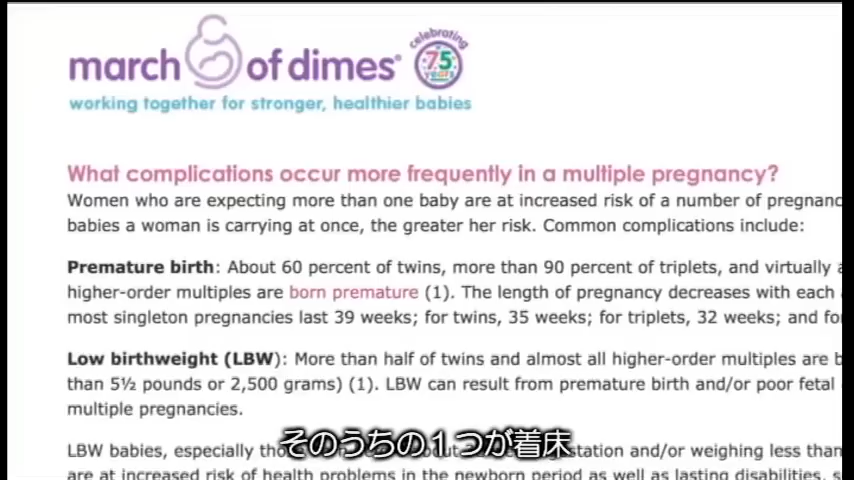 march of dimes®
celebrating
75
years
working together for stronger, healthier babies
What complications occur more frequently in a multiple pregnancy?
Women who are expecting more than one baby are at increased risk of a number of
babies a woman is carrying at once, the greater her risk. Common complications include:
Premature birth: About 60 percent of twins, more than 90 percent of triplets, and virtually
higher-order multiples are born premature (1). The length of pregnancy decreases with each
most singleton pregnancies last 39 weeks; for twins, 35 weeks; for triplets, 32 weeks; and
Low birthweight (LBW): More than half of twins and almost all higher-order multiples are
than 5½ pounds or 2,500 grams) (1). LBW can result from premature birth and/or poor fetal
multiple pregnancies.
LBW babies, especially and/or weighing less than
are at increased risk of health problems in the newborn period as well as lasting disabilities,
そのうちの１つが着床